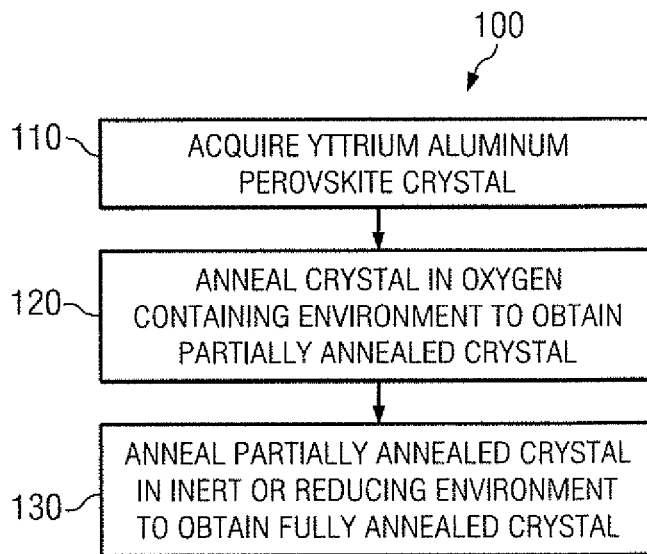 100
110
ACQUIRE YTTRIUM ALUMINUM
PEROVSKITE CRYSTAL
120
ANNEAL CRYSTAL IN OXYGEN
CONTAINING ENVIRONMENT TO OBTAIN
PARTIALLY ANNEALED CRYSTAL
130
ANNEAL PARTIALLY ANNEALED CRYSTAL
IN INERT OR REDUCING ENVIRONMENT
TO OBTAIN FULLY ANNEALED CRYSTAL